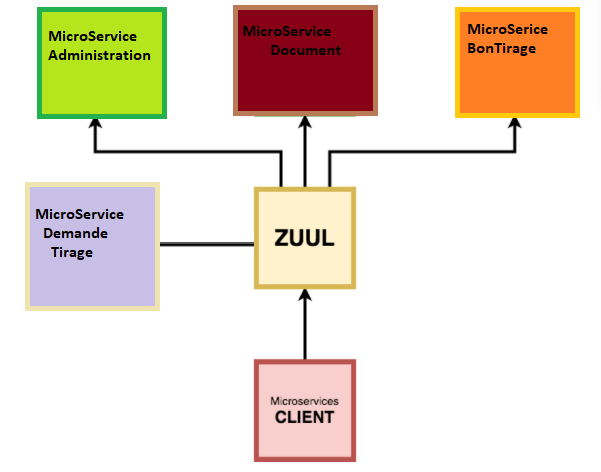 MicroService
Administration
MicroService
Document
MicroSerice
BonTirage
MicroService
Demande
Tirage
ZUUL
Microservices
CLIENT